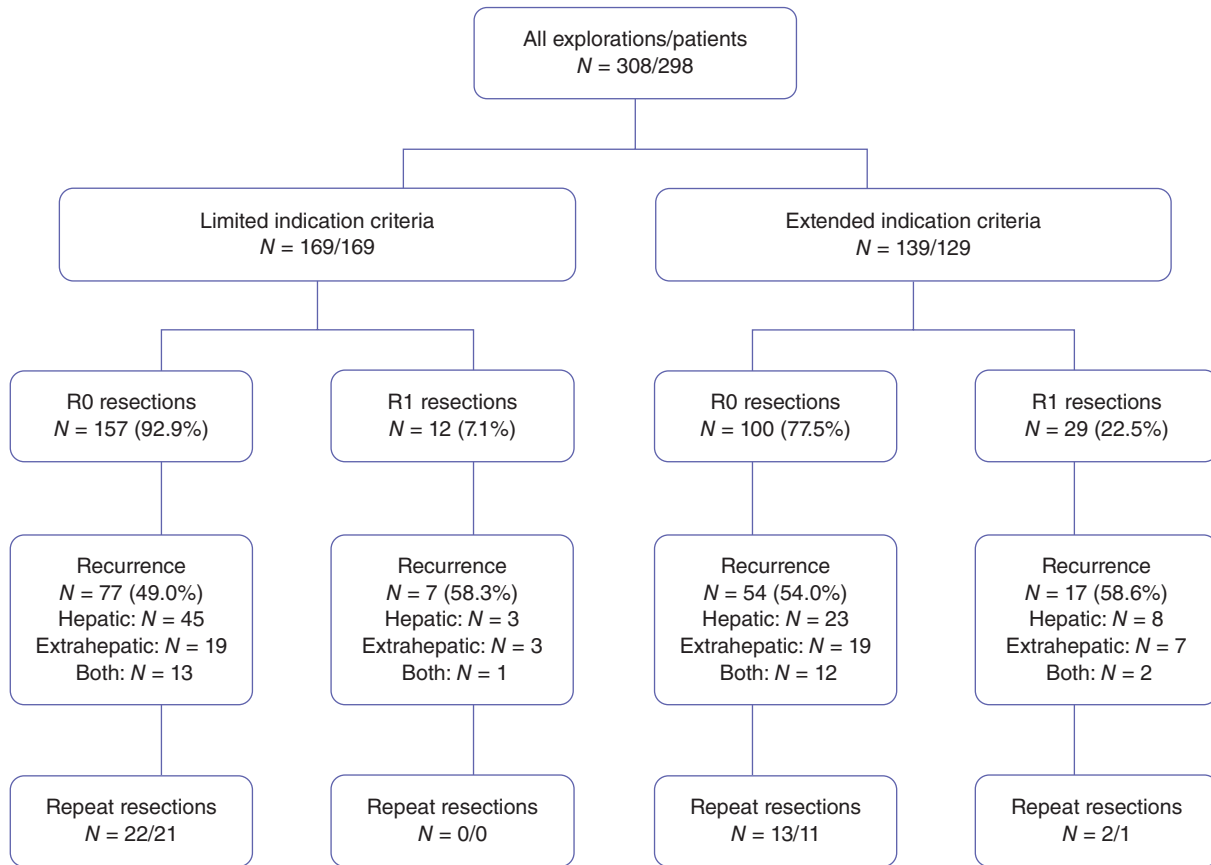 All explorations/patients
N = 308/298
Limited indication criteria
N = 169/169
Extended indication criteria
N = 139/129
R0 resections
N = 157 (92.9%)
R1 resections
N = 12 (7.1%)
R0 resections
N = 100 (77.5%)
R1 resections
N = 29 (22.5%)
Recurrence
N = 77 (49.0%)
Hepatic: N = 45
Extrahepatic: N = 19
Both: N = 13
Recurrence
N = 7 (58.3%)
Hepatic: N = 3
Extrahepatic: N = 3
Both: N = 1
Recurrence
N = 54 (54.0%)
Hepatic: N = 23
Extrahepatic: N = 19
Both: N = 12
Recurrence
N = 17 (58.6%)
Hepatic: N = 8
Extrahepatic: N = 7
Both: N = 2
Repeat resections
N = 22/21
Repeat resections
N = 0/0
Repeat resections
N = 13/11
Repeat resections
N = 2/1